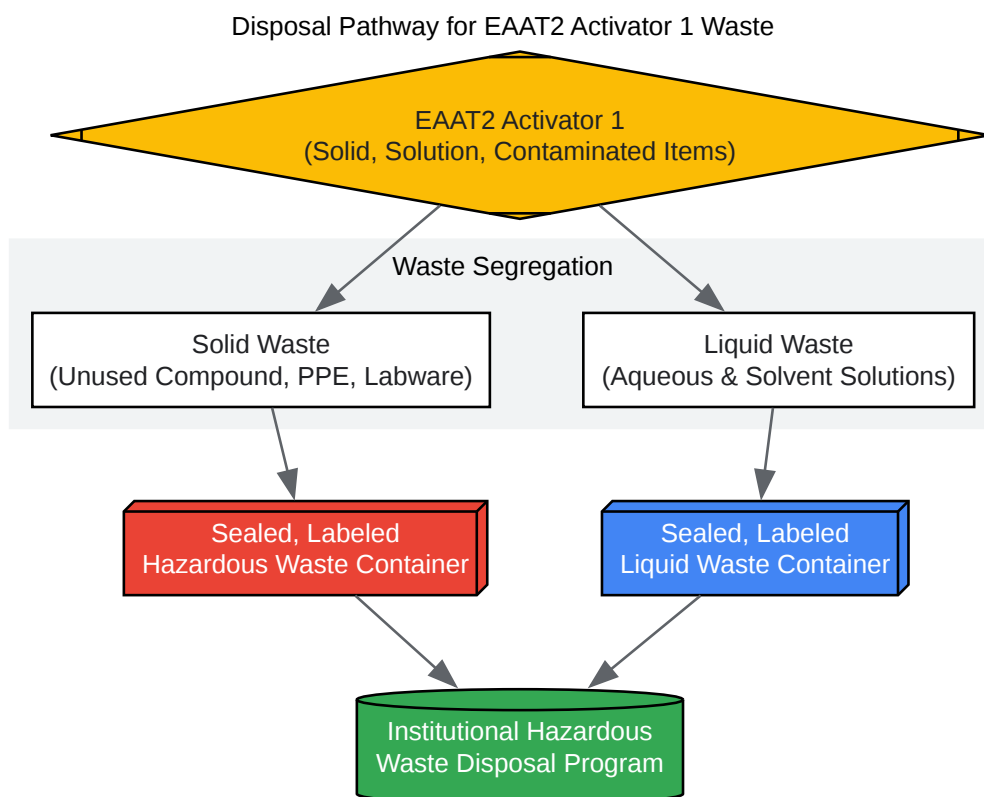 Disposal Pathway for EAAT2 Activator 1 Waste
EAAT2 Activator 1
(Solid, Solution, Contaminated Items)
Waste Segregation
Solid Waste
(Unused Compound, PPE, Labware)
Liquid Waste
(Aqueous & Solvent Solutions)
Sealed, Labeled
Hazardous Waste Container
Sealed, Labeled
Liquid Waste Container
Institutional Hazardous
Waste Disposal Program